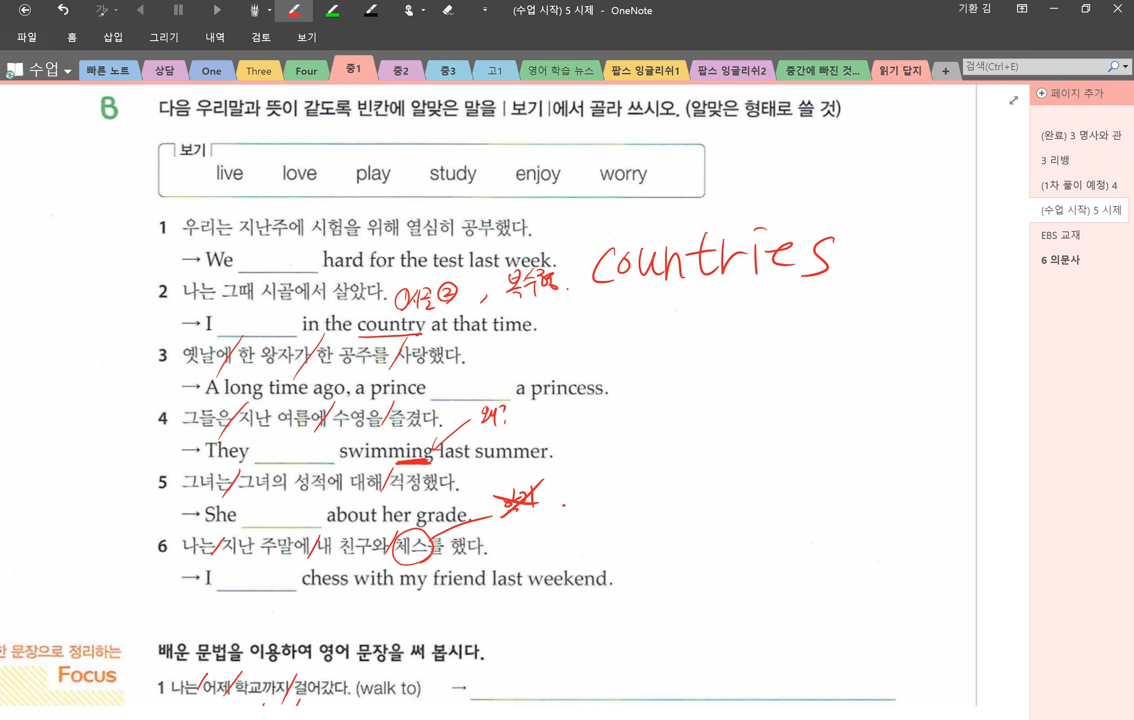 (수업 시작) 5 시제 - OneNote
기환 김
파일 홈 삽입 그리기 내역 검토 보기
수업 빠른 노트 상담 One Three Four 중1 중2 중3 고1 영어 학습 뉴스 팝스 잉글리쉬1 팝스 잉글리쉬2 중간에 빠진 것... 읽기 답지 + 검색(Ctrl+E)
페이지 추가
(완료) 3 명사와 관
3 리뱅
(1차 풀이 예정) 4
(수업 시작) 5 시제
EBS 교재
6 의문사
B 다음 우리말과 뜻이 같도록 빈칸에 알맞은 말을 |보기|에서 골라 쓰시오. (알맞은 형태로 쓸 것)
보기
live love play study enjoy worry
1 우리는 지난주에 시험을 위해 열심히 공부했다.
→ We ________ hard for the test last week.
countries
2 나는 그때 시골에서 살았다.
시골② , 복수형.
→ I ________ in the country at that time.
3 옛날에 한 왕자가 한 공주를 사랑했다.
→ A long time ago, a prince ________ a princess.
4 그들은 지난 여름에 수영을 즐겼다.
왜?
→ They ________ swimming last summer.
5 그녀는 그녀의 성적에 대해 걱정했다.
→ She ________ about her grade.
6 나는 지난 주말에 내 친구와 체스를 했다.
→ I ________ chess with my friend last weekend.
한 문장으로 정리하는
Focus
배운 문법을 이용하여 영어 문장을 써 봅시다.
1 나는 어제 학교까지 걸어갔다. (walk to) → ________